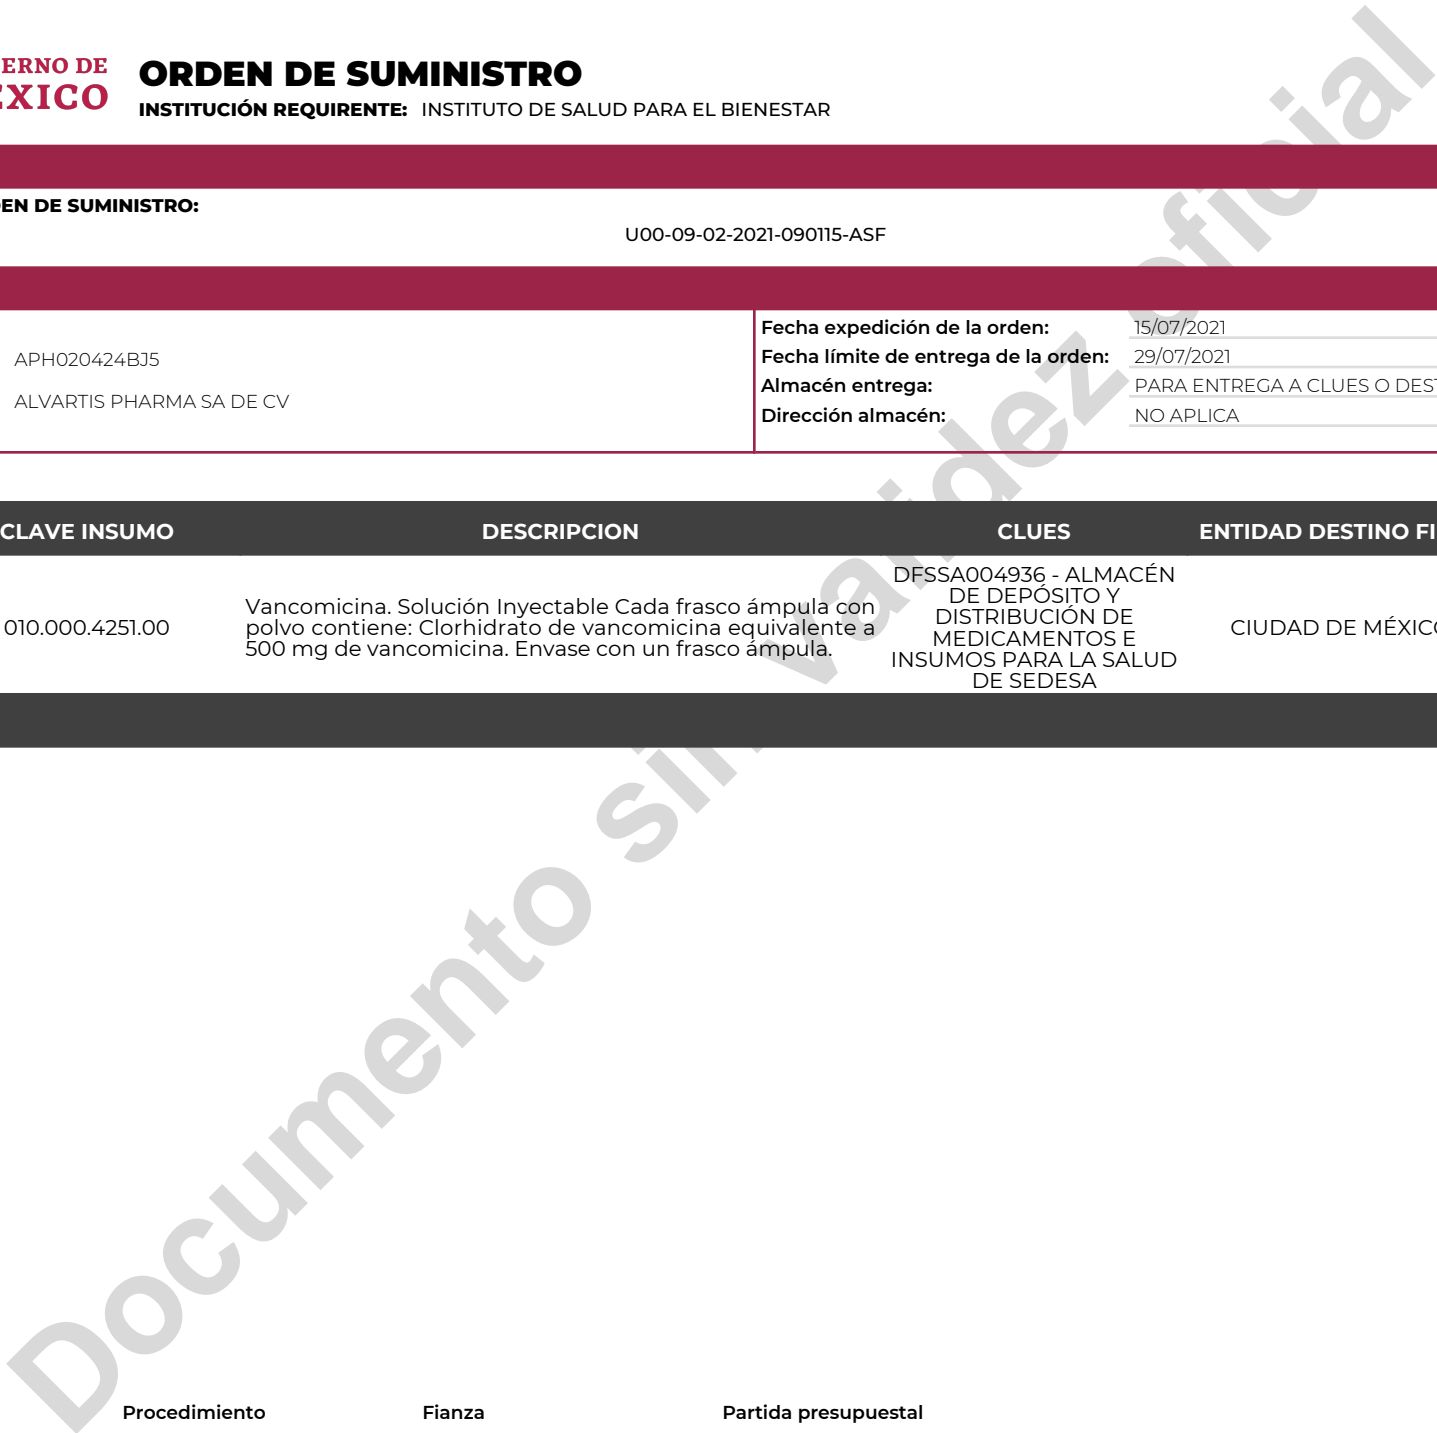 ERNO DE
ÉXICO
ORDEN DE SUMINISTRO
INSTITUCIÓN REQUIRENTE: INSTITUTO DE SALUD PARA EL BIENESTAR
EN DE SUMINISTRO:
U00-09-02-2021-090115-ASF
APH020424BJ5
ALVARTIS PHARMA SA DE CV
Fecha expedición de la orden: 15/07/2021
Fecha límite de entrega de la orden: 29/07/2021
Almacén entrega: PARA ENTREGA A CLUES O DEST
Dirección almacén: NO APLICA
CLAVE INSUMO DESCRIPCION CLUES ENTIDAD DESTINO FI
010.000.4251.00
Vancomicina. Solución Inyectable Cada frasco ámpula con
polvo contiene: Clorhidrato de vancomicina equivalente a
500 mg de vancomicina. Envase con un frasco ámpula.
DFSSA004936 - ALMACÉN
DE DEPÓSITO Y
DISTRIBUCIÓN DE
MEDICAMENTOS E
INSUMOS PARA LA SALUD
DE SEDESA
CIUDAD DE MÉXICO
Documento sin validez oficial
Procedimiento Fianza Partida presupuestal